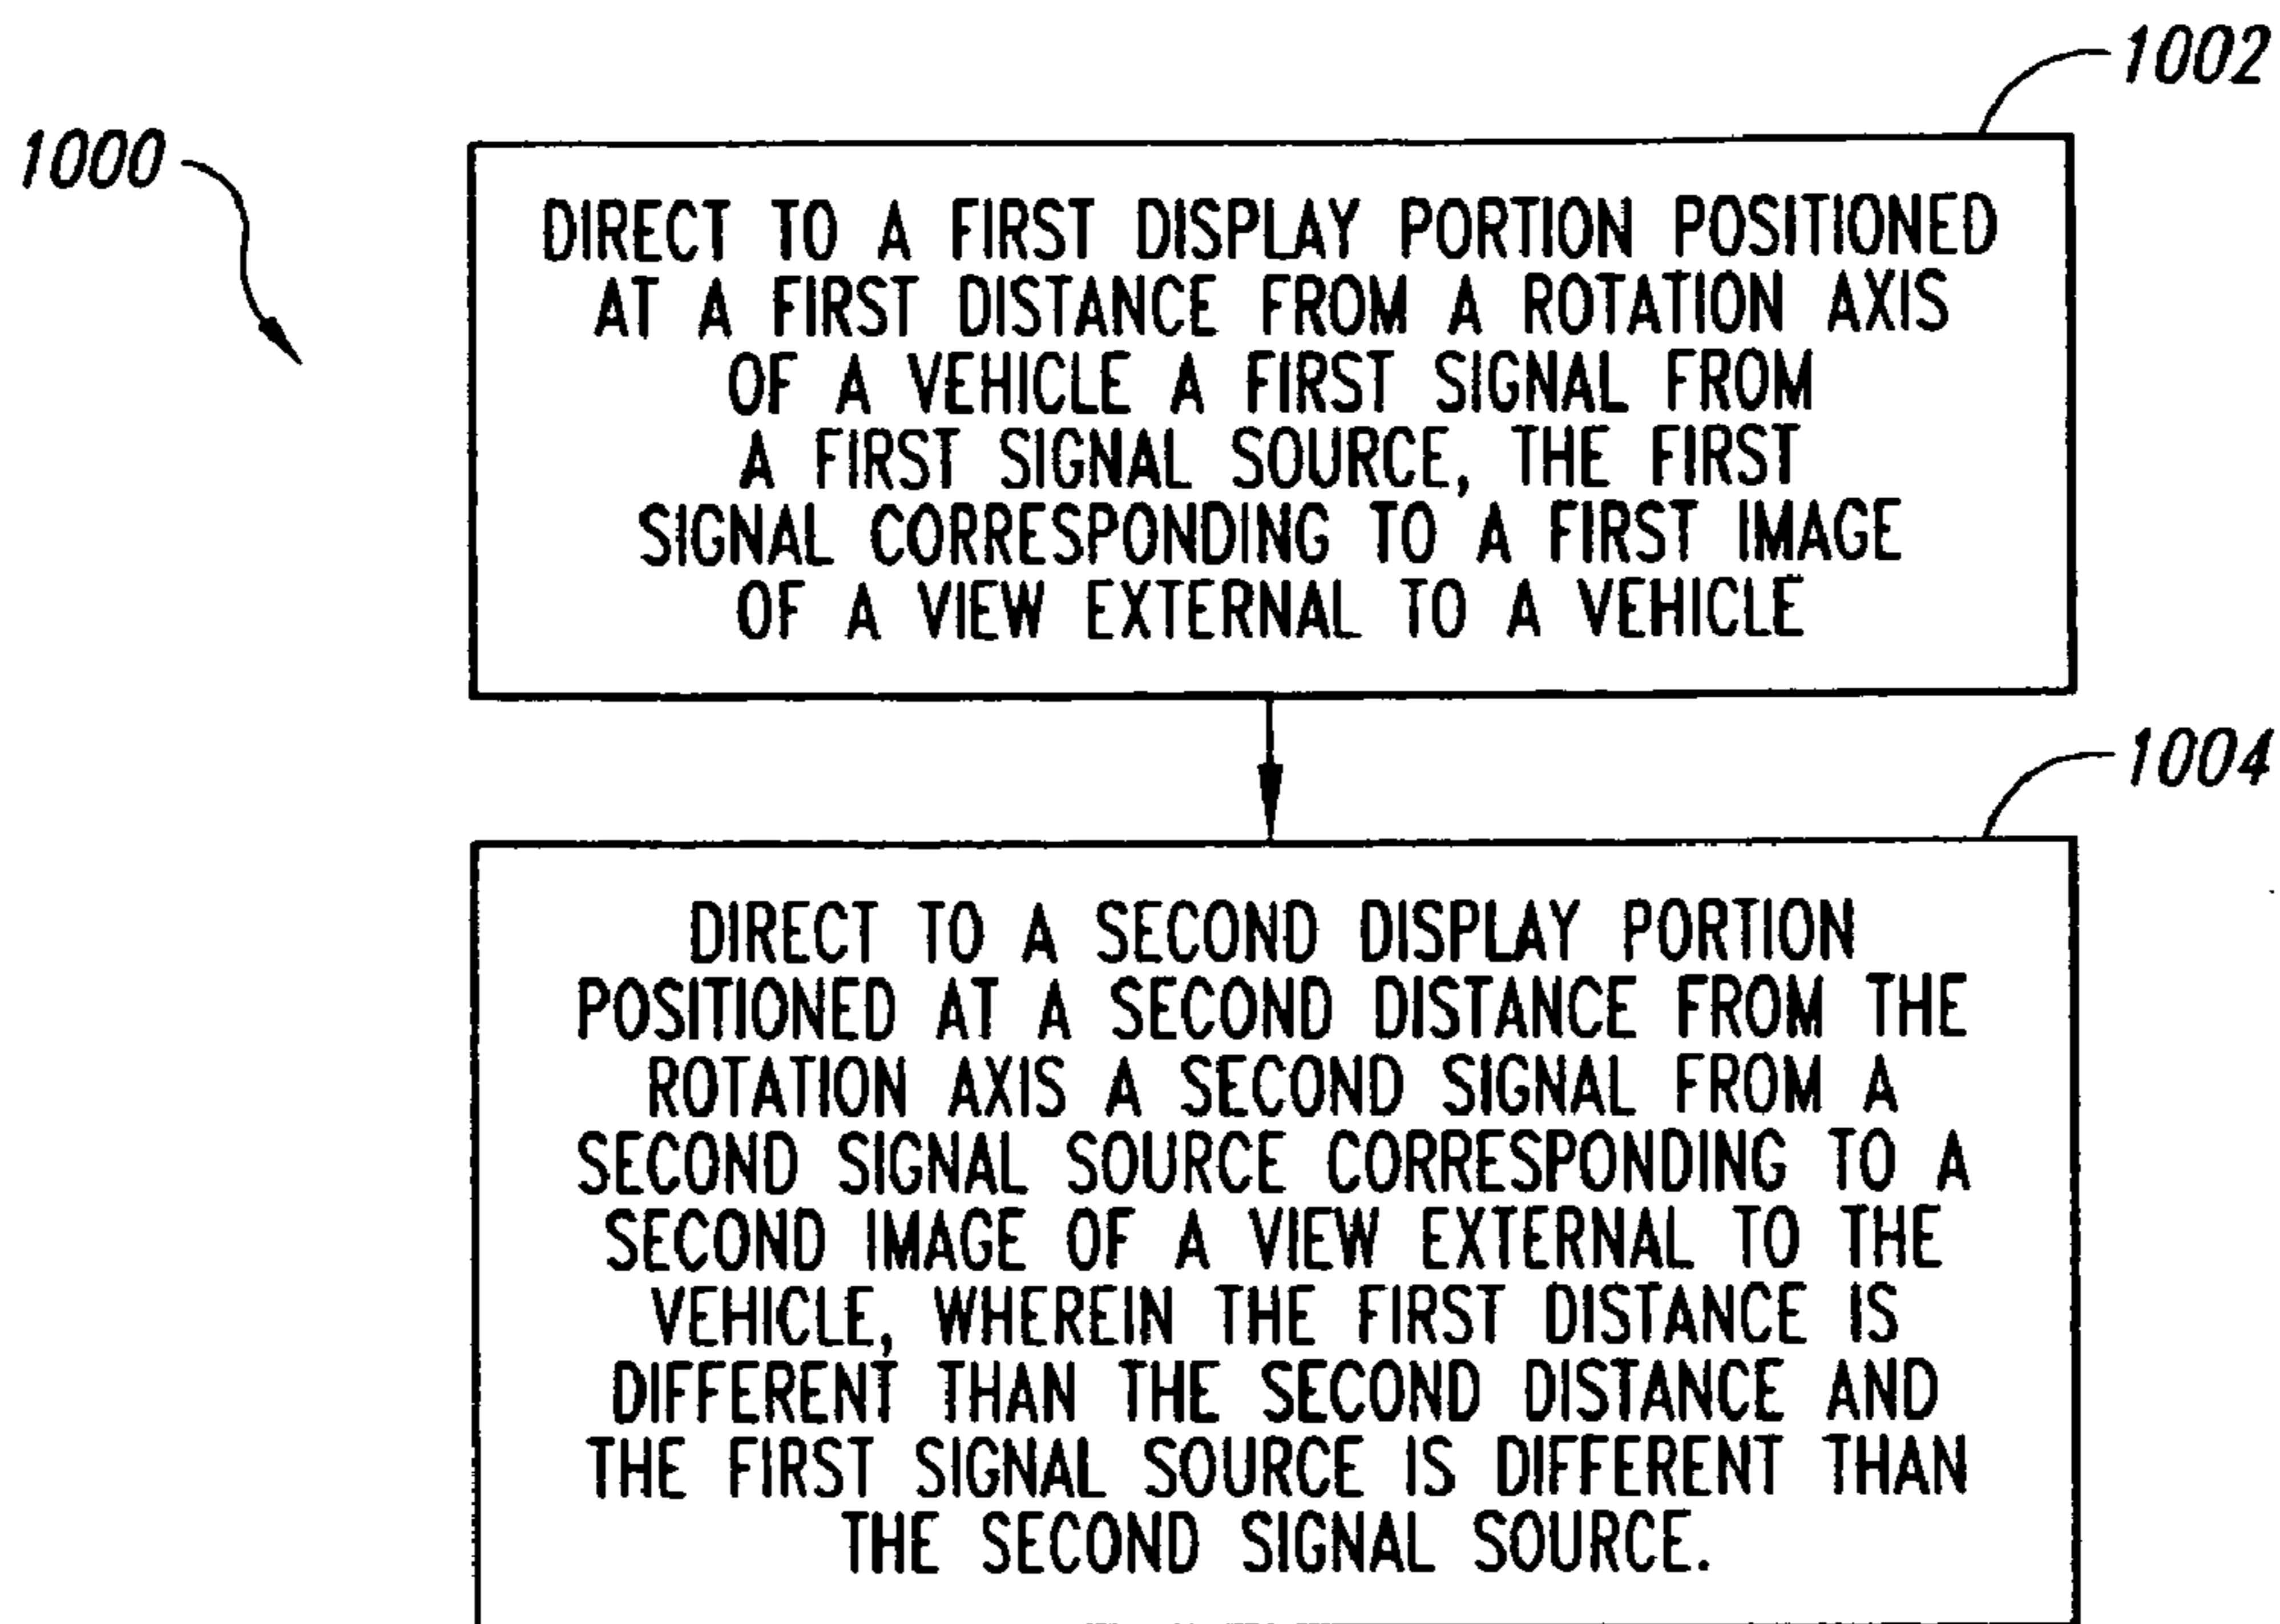 1002
1000
DIRECT TO A FIRST DISPLAY PORTION POSITIONED
AT A FIRST DISTANCE FROM A ROTATION AXIS
OF A VEHICLE A FIRST SIGNAL FROM
A FIRST SIGNAL SOURCE, THE FIRST
SIGNAL CORRESPONDING TO A FIRST IMAGE
OF A VIEW EXTERNAL TO A VEHICLE
1004
DIRECT TO A SECOND DISPLAY PORTION
POSITIONED AT A SECOND DISTANCE FROM THE
ROTATION AXIS A SECOND SIGNAL FROM A
SECOND SIGNAL SOURCE CORRESPONDING TO A
SECOND IMAGE OF A VIEW EXTERNAL TO THE
VEHICLE, WHEREIN THE FIRST DISTANCE IS
DIFFERENT THAN THE SECOND DISTANCE AND
THE FIRST SIGNAL SOURCE IS DIFFERENT THAN
THE SECOND SIGNAL SOURCE.